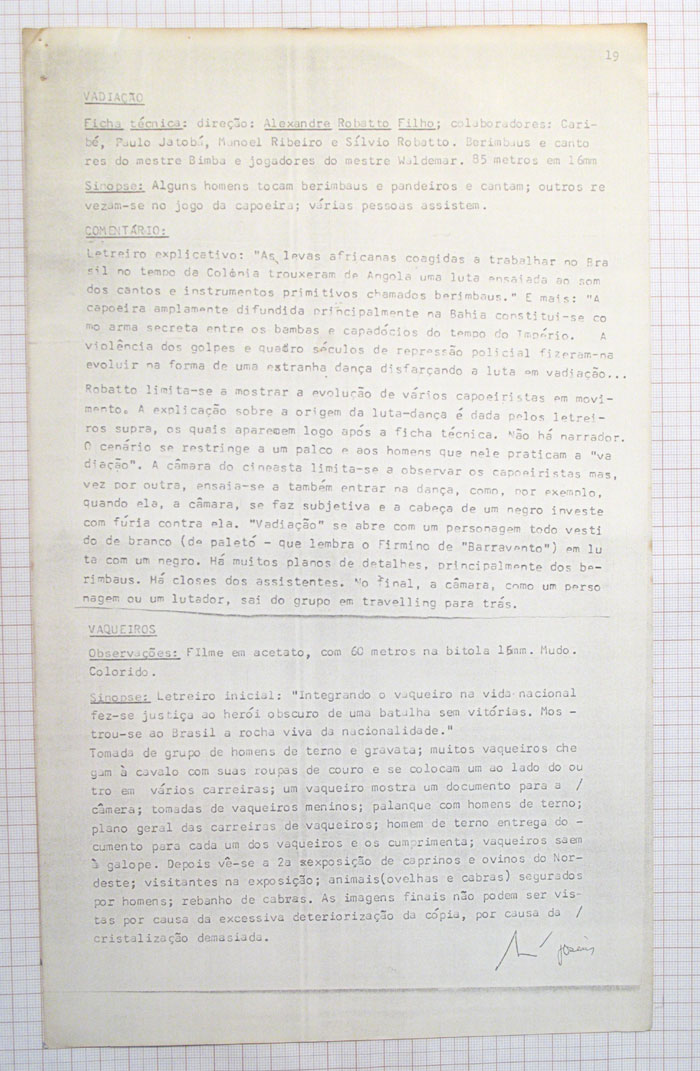 19
VADIAÇÃO
Ficha técnica: direção: Alexandre Robatto Filho; colaboradores: Cari-
bé, Paulo Jatobá, Manoel Ribeiro e Sílvio Robatto. Berimbaus e canto
res do mestre Bimba e jogadores do mestre Waldemar. 85 metros em 16mm
Sinopse: Alguns homens tocam berimbaus e pandeiros e cantam; outros re
vezam-se no jogo da capoeira; várias pessoas assistem.
COMENTÁRIO:
Letreiro explicativo: "As levas africanas coagidas a trabalhar no Bra
sil no tempo da Colônia trouxeram de Angola uma luta ensaiada ao som
dos cantos e instrumentos primitivos chamados berimbaus." E mais: "A
capoeira amplamente difundida principalmente na Bahia constitui-se co
mo arma secreta entre os bambas e capadócios do tempo do Império. A
violência dos golpes e quadro séculos de repressão policial fizeram-na
evoluir na forma de uma estranha dança disfarçando a luta em vadiação...
Robatto limita-se a mostrar a evolução de vários capoeiristas em movi-
mento. A explicação sobre a origem da luta-dança é dada pelos letrei-
ros supra, os quais aparecem logo após a ficha técnica. Não há narrador.
O cenário se restringe a um palco e aos homens que nele praticam a "va
diação". A câmara do cineasta limita-se a observar os capoeiristas mas,
vez por outra, ensaia-se a também entrar na dança, como, por exemplo,
quando ela, a câmara, se faz subjetiva e a cabeça de um negro investe
com fúria contra ela. "Vadiação" se abre com um personagem todo vesti
do de branco (de paletó - que lembra o Firmino de "Barravento") em lu
ta com um negro. Há muitos planos de detalhes, principalmente dos be-
rimbaus. Há closes dos assistentes. No final, a câmara, como um perso
nagem ou um lutador, sai do grupo em travelling para trás.
VAQUEIROS
Observações: FIlme em acetato, com 60 metros na bitola 16mm. Mudo.
Colorido.
Sinopse: Letreiro inicial: "Integrando o vaqueiro na vida nacional
fez-se justiça ao herói obscuro de uma batalha sem vitórias. Mos -
trou-se ao Brasil a rocha viva da nacionalidade."
Tomada de grupo de homens de terno e gravata; muitos vaqueiros che
gam à cavalo com suas roupas de couro e se colocam um ao lado do ou
tro em vários carreiras; um vaqueiro mostra um documento para a /
câmera; tomadas de vaqueiros meninos; palanque com homens de terno;
plano geral das carreiras de vaqueiros; homem de terno entrega do -
cumento para cada um dos vaqueiros e os cumprimenta; vaqueiros saem
à galope. Depois vê-se a 2a sexposição de caprinos e ovinos do Nor-
deste; visitantes na exposição; animais(ovelhas e cabras) segurados
por homens; rebanho de cabras. As imagens finais não podem ser vis-
tas por causa da excessiva deteriorização da cópia, por causa da /
cristalização demasiada.